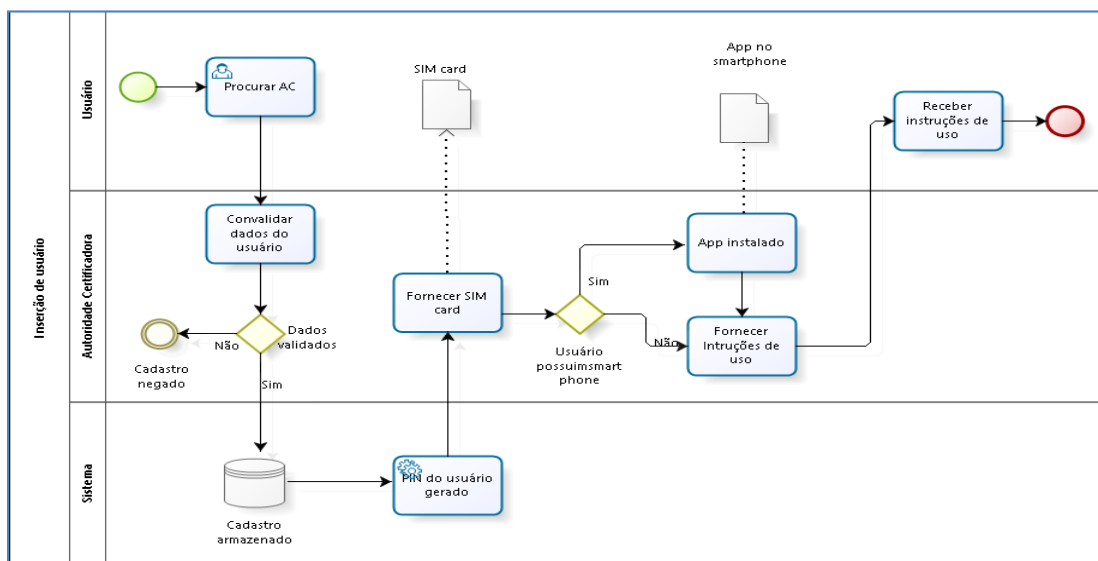 Inserção de usuário
Usuário
Procurar AC
SIM card
App no
smartphone
Receber
instruções de
uso
Autoridade Certificadora
Convalidar
dados do
usuário
Dados
validados
Não
Cadastro
negado
Sim
Fornecer SIM
card
Usuário
possuimsmart
phone
Sim
Não
App instalado
Fornecer
Intruções de
uso
Sistema
Cadastro
armazenado
PIN do usuário
gerado